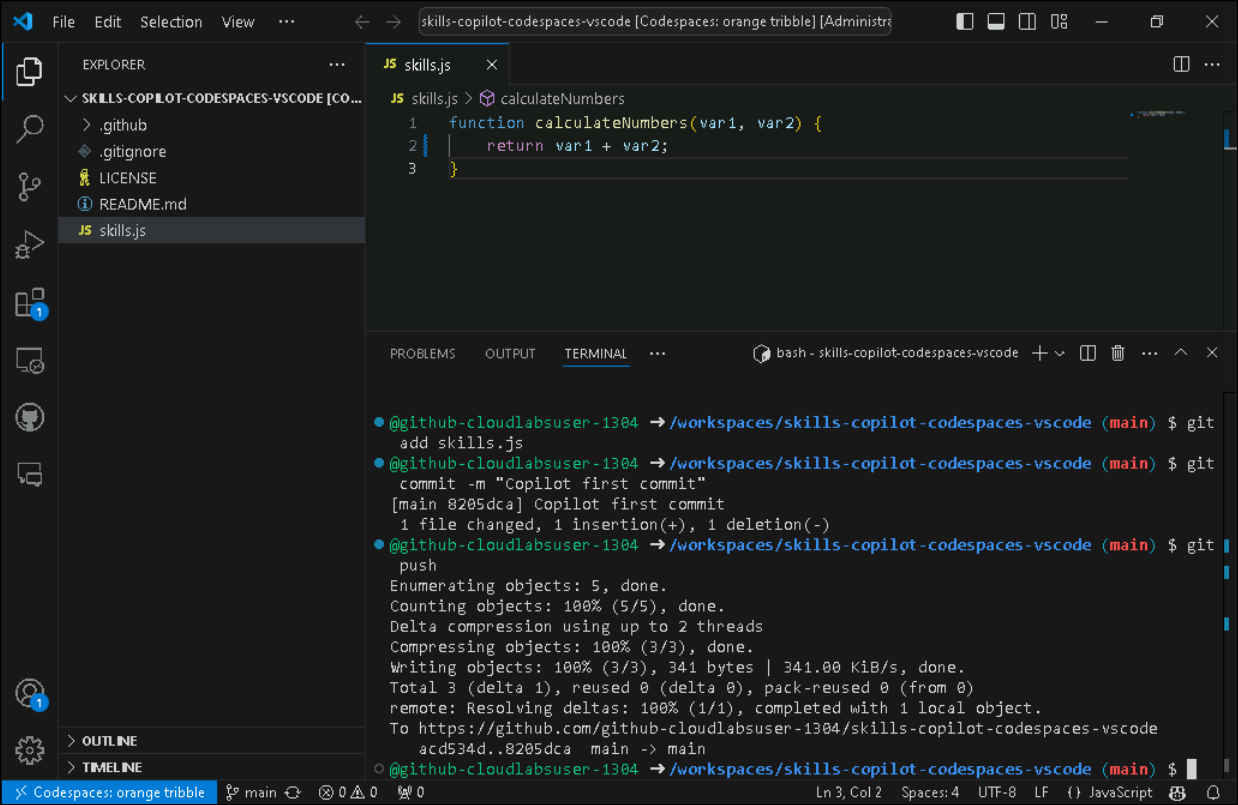 File Edit Selection View ··· skills-copilot-codespaces-vscode [Codespaces: orange tribble] [Administra
EXPLORER ···
SKILLS-COPILOT-CODESPACES-VSCODE [CO...
.github
.gitignore
LICENSE
README.md
JS skills.js
OUTLINE
TIMELINE
1
1
JS skills.js
JS skills.js > calculateNumbers
1 function calculateNumbers(var1, var2) {
2 return var1 + var2;
3 }
PROBLEMS OUTPUT TERMINAL ··· bash - skills-copilot-codespaces-vscode
@github-cloudlabsuser-1304 ➜/workspaces/skills-copilot-codespaces-vscode (main) $ git
add skills.js
@github-cloudlabsuser-1304 ➜/workspaces/skills-copilot-codespaces-vscode (main) $ git
commit -m "Copilot first commit"
[main 8205dca] Copilot first commit
1 file changed, 1 insertion(+), 1 deletion(-)
@github-cloudlabsuser-1304 ➜/workspaces/skills-copilot-codespaces-vscode (main) $ git
push
Enumerating objects: 5, done.
Counting objects: 100% (5/5), done.
Delta compression using up to 2 threads
Compressing objects: 100% (3/3), done.
Writing objects: 100% (3/3), 341 bytes | 341.00 KiB/s, done.
Total 3 (delta 1), reused 0 (delta 0), pack-reused 0 (from 0)
remote: Resolving deltas: 100% (1/1), completed with 1 local object.
To https://github.com/github-cloudlabsuser-1304/skills-copilot-codespaces-vscode
acd534d..8205dca main -> main
@github-cloudlabsuser-1304 ➜/workspaces/skills-copilot-codespaces-vscode (main) $
Codespaces: orange tribble main 0 0 0 Ln 3, Col 2 Spaces: 4 UTF-8 LF {} JavaScript